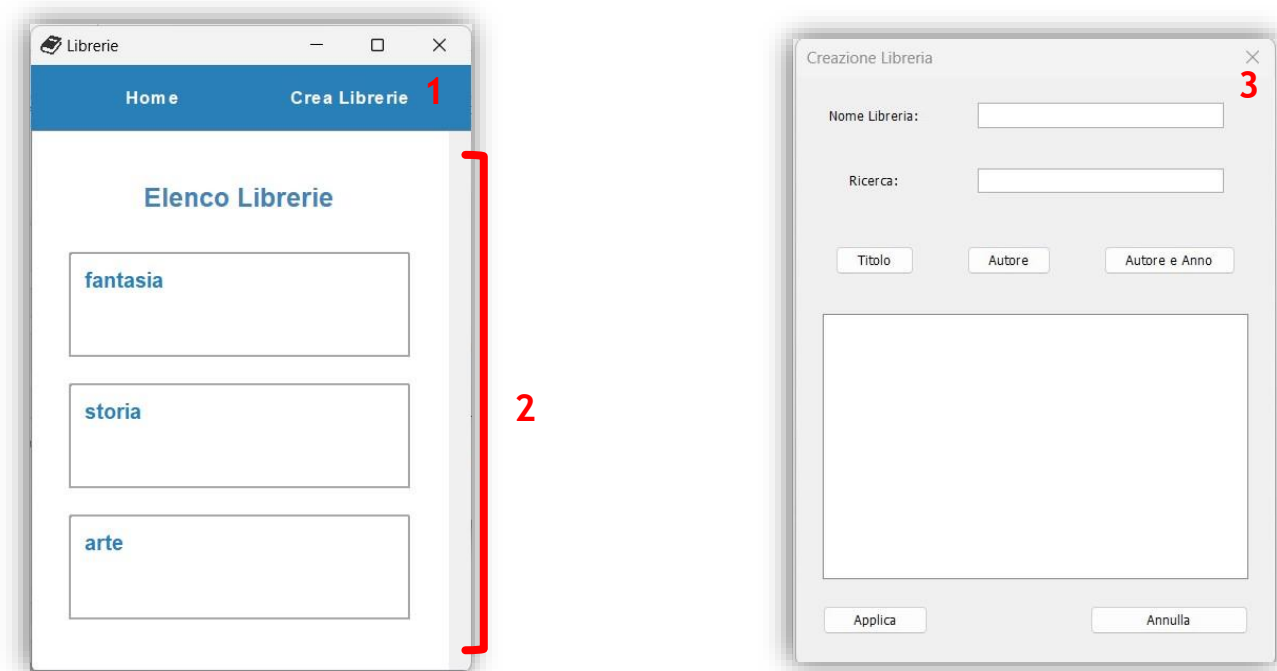 Librerie
Home Crea Librerie 1
Elenco Librerie
fantasia
storia
arte
2
Creazione Libreria
3
Nome Libreria:
Ricerca:
Titolo Autore Autore e Anno
Applica Annulla